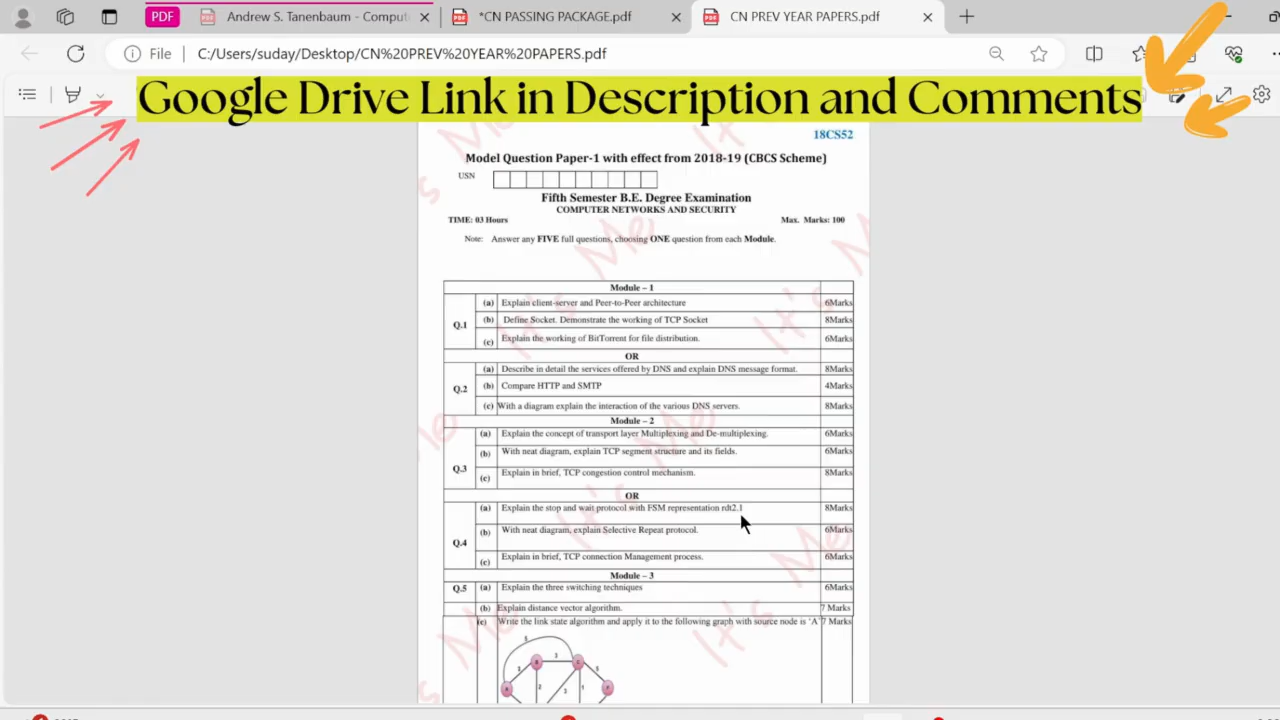 PDF Andrew S. Tanenbaum - Comput
*CN PASSING PACKAGE.pdf
CN PREV YEAR PAPERS.pdf
File C:/Users/suday/Desktop/CN%20PREV%20YEAR%20PAPERS.pdf
Google Drive Link in Description and Comments
18CS52
Model Question Paper-1 with effect from 2018-19 (CBCS Scheme)
USN
Fifth Semester B.E. Degree Examination
COMPUTER NETWORKS AND SECURITY
TIME: 03 Hours Max. Marks: 100
Note: Answer any FIVE full questions, choosing ONE question from each Module.
Module – 1
Q.1 (a) Explain client-server and Peer-to-Peer architecture 6Marks
(b) Define Socket. Demonstrate the working of TCP Socket 8Marks
(c) Explain the working of BitTorrent for file distribution. 6Marks
OR
Q.2 (a) Describe in detail the services offered by DNS and explain DNS message format. 8Marks
(b) Compare HTTP and SMTP 4Marks
(c) With a diagram explain the interaction of the various DNS servers. 8Marks
Module – 2
Q.3 (a) Explain the concept of transport layer Multiplexing and De-multiplexing. 6Marks
(b) With neat diagram, explain TCP segment structure and its fields. 6Marks
(c) Explain in brief, TCP congestion control mechanism. 8Marks
OR
Q.4 (a) Explain the stop and wait protocol with FSM representation rdt2.1 8Marks
(b) With neat diagram, explain Selective Repeat protocol. 6Marks
(c) Explain in brief, TCP connection Management process. 6Marks
Module – 3
Q.5 (a) Explain the three switching techniques 6Marks
(b) Explain distance vector algorithm. 7 Marks
(c) Write the link state algorithm and apply it to the following graph with source node is 'A' 7 Marks
It's Me